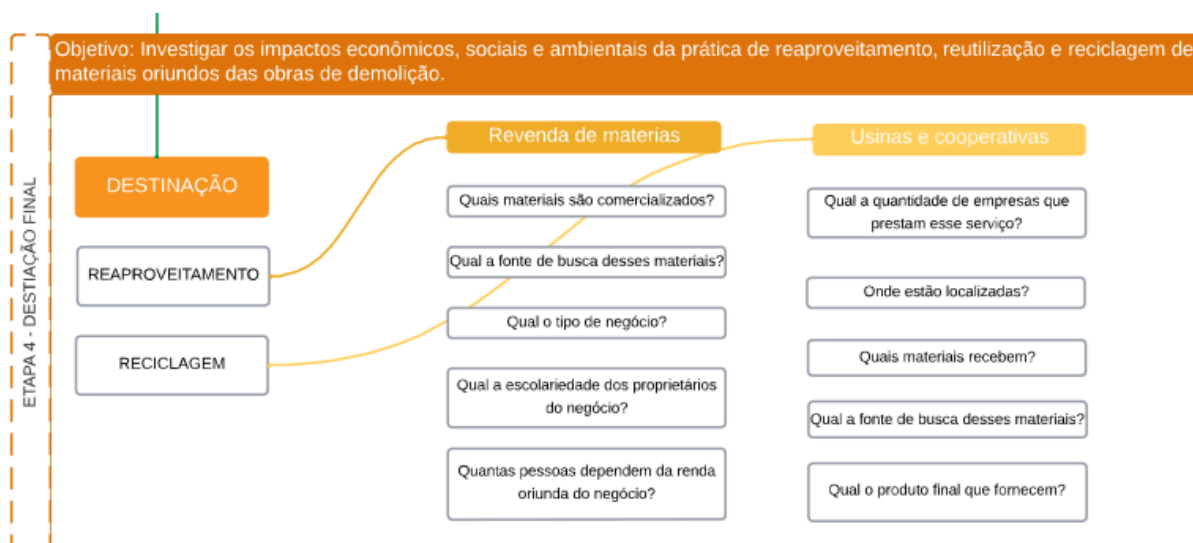 Objetivo: Investigar os impactos econômicos, sociais e ambientais da prática de reaproveitamento, reutilização e reciclagem de
materiais oriundos das obras de demolição.
ETAPA 4 - DESTIAÇÃO FINAL
DESTINAÇÃO
REAPROVEITAMENTO
RECICLAGEM
Revenda de materias
Quais materiais são comercializados?
Qual a fonte de busca desses materiais?
Qual o tipo de negócio?
Qual a escolariedade dos proprietários
do negócio?
Quantas pessoas dependem da renda
oriunda do negócio?
Usinas e cooperativas
Qual a quantidade de empresas que
prestam esse serviço?
Onde estão localizadas?
Quais materiais recebem?
Qual a fonte de busca desses materiais?
Qual o produto final que fornecem?